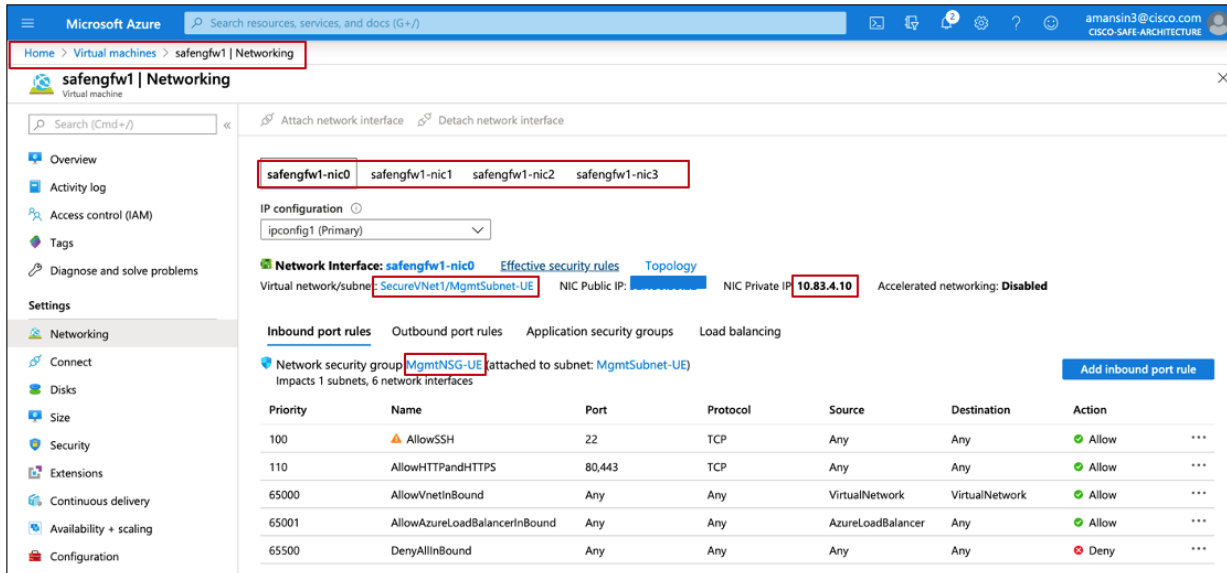 Microsoft Azure
Search resources, services, and docs (G+/)
2
amansin3@cisco.com
CISCO-SAFE-ARCHITECTURE
Home > Virtual machines > safengfw1 | Networking
safengfw1 | Networking
Virtual machine
Search (Cmd+/)
Overview
Activity log
Access control (IAM)
Tags
Diagnose and solve problems
Settings
Networking
Connect
Disks
Size
Security
Extensions
Continuous delivery
Availability + scaling
Configuration
Attach network interface Detach network interface
safengfw1-nic0 safengfw1-nic1 safengfw1-nic2 safengfw1-nic3
IP configuration
ipconfig1 (Primary)
Network Interface: safengfw1-nic0 Effective security rules Topology
Virtual network/subnet: SecureVNet1/MgmtSubnet-UE NIC Public IP: NIC Private IP: 10.83.4.10 Accelerated networking: Disabled
Inbound port rules Outbound port rules Application security groups Load balancing
Network security group MgmtNSG-UE (attached to subnet: MgmtSubnet-UE)
Impacts 1 subnets, 6 network interfaces
Add inbound port rule
Priority Name Port Protocol Source Destination Action
100 AllowSSH 22 TCP Any Any Allow
110 AllowHTTPandHTTPS 80,443 TCP Any Any Allow
65000 AllowVnetInBound Any Any VirtualNetwork VirtualNetwork Allow
65001 AllowAzureLoadBalancerInBound Any Any AzureLoadBalancer Any Allow
65500 DenyAllInBound Any Any Any Any Deny